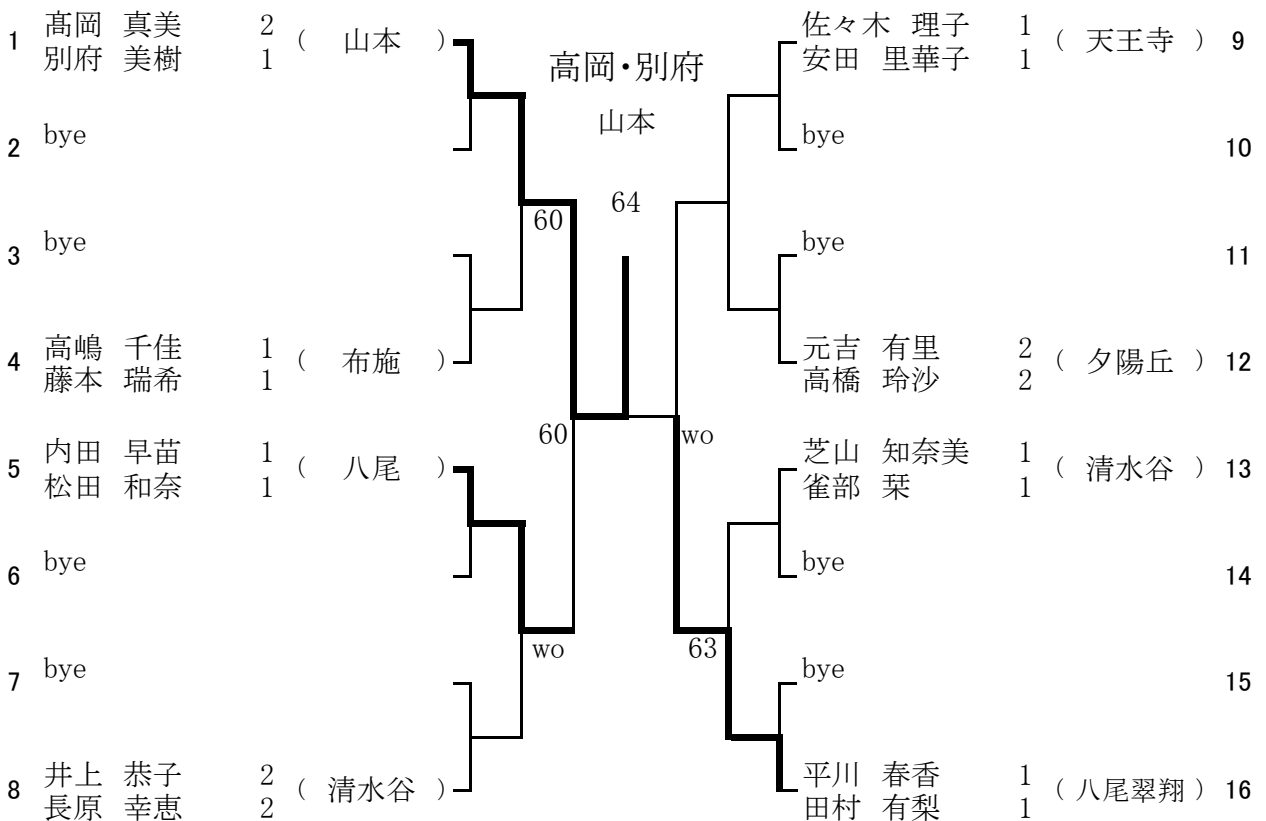 1 髙岡 真美 2 ( 山本 )
別府 美樹 1
2 bye
3 bye
4 高嶋 千佳 1 ( 布施 )
藤本 瑞希 1
5 内田 早苗 1 ( 八尾 )
松田 和奈 1
6 bye
7 bye
8 井上 恭子 2 ( 清水谷 )
長原 幸恵 2
高岡・別府
山本
64
60
60
wo
wo
63
佐々木 理子 1 ( 天王寺 ) 9
安田 里華子 1
bye 10
bye 11
元吉 有里 2 ( 夕陽丘 ) 12
高橋 玲沙 2
芝山 知奈美 1 ( 清水谷 ) 13
雀部 栞 1
bye 14
bye 15
平川 春香 1 ( 八尾翠翔 ) 16
田村 有梨 1